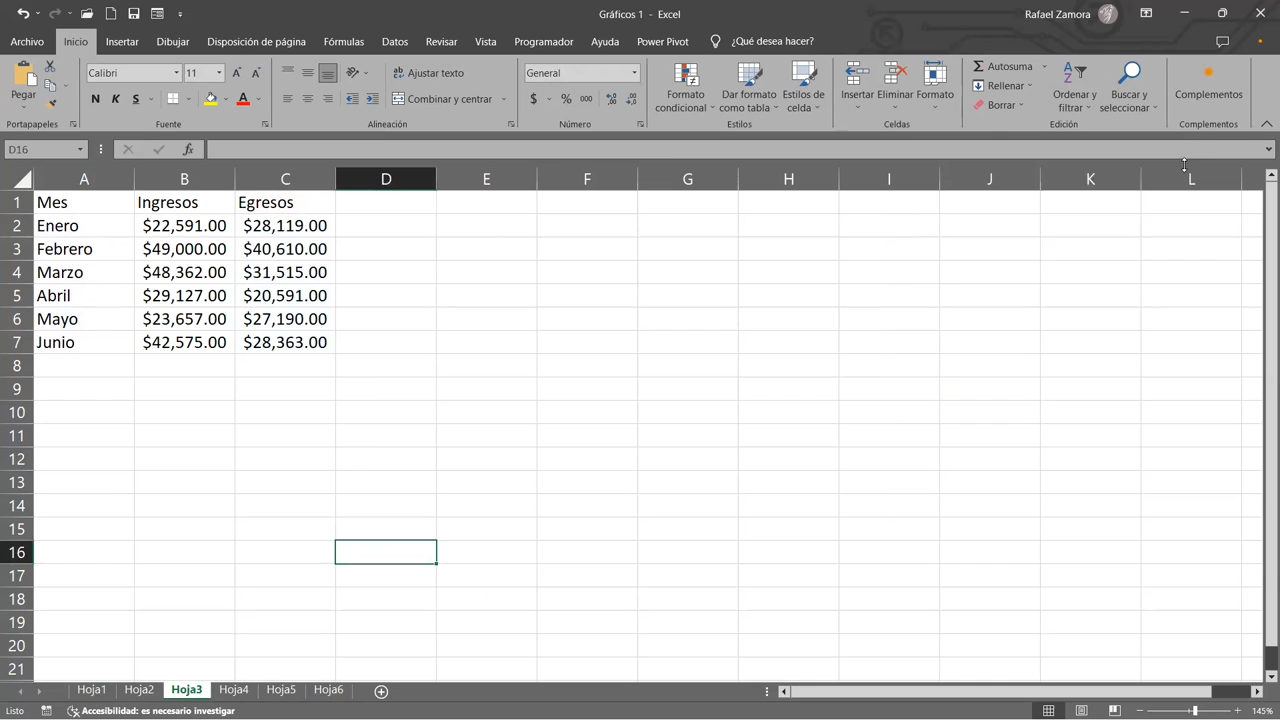 Gráficos 1 - Excel
Rafael Zamora
Archivo Inicio Insertar Dibujar Disposición de página Fórmulas Datos Revisar Vista Programador Ayuda Power Pivot ¿Qué desea hacer?
Pegar
Portapapeles
Calibri 11
N K S
Fuente
Ajustar texto
Combinar y centrar
Alineación
General
$ % 000
Número
Formato condicional
Dar formato como tabla
Estilos de celda
Estilos
Insertar Eliminar Formato
Celdas
Autosuma
Rellenar
Borrar
Ordenar y filtrar
Buscar y seleccionar
Edición
Complementos
Complementos
D16 fx
A B C D E F G H I J K L
1 Mes Ingresos Egresos
2 Enero $22,591.00 $28,119.00
3 Febrero $49,000.00 $40,610.00
4 Marzo $48,362.00 $31,515.00
5 Abril $29,127.00 $20,591.00
6 Mayo $23,657.00 $27,190.00
7 Junio $42,575.00 $28,363.00
8
9
10
11
12
13
14
15
16
17
18
19
20
21
Hoja1 Hoja2 Hoja3 Hoja4 Hoja5 Hoja6
Listo Accesibilidad: es necesario investigar 145%